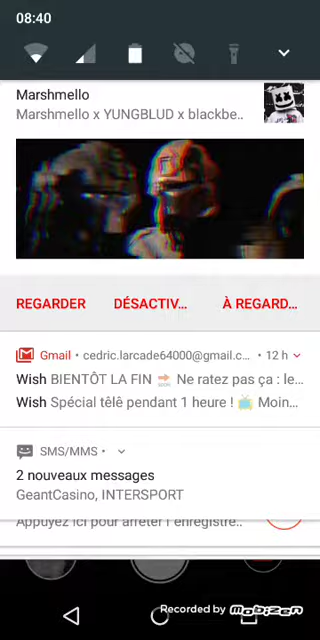 08:40
Marshmello
Marshmello x YUNGBLUD x blackbe..
REGARDER DÉSACTIV... À REGARD...
Gmail • cedric.larcade64000@gmail.c... • 12 h
Wish BIENTÔT LA FIN 🔜 Ne ratez pas ça : le...
Wish Spécial têlê pendant 1 heure ! 📺 Moin...
SMS/MMS •
2 nouveaux messages
GeantCasino, INTERSPORT
Appuyez ici pour arrêter l'enregistre..
Recorded by mobizen